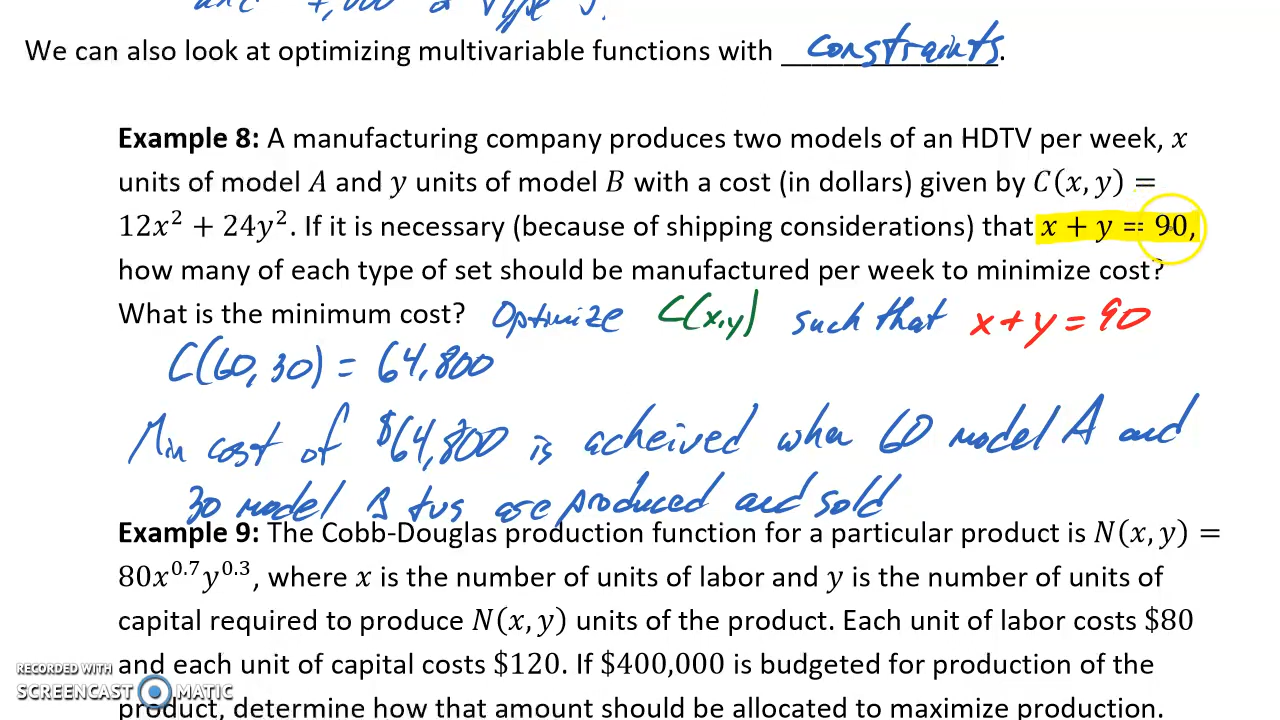 and 4,000 of Type S.
We can also look at optimizing multivariable functions with constraints.
Example 8: A manufacturing company produces two models of an HDTV per week, x
units of model A and y units of model B with a cost (in dollars) given by C(x, y) =
12x² + 24y². If it is necessary (because of shipping considerations) that x + y = 90,
how many of each type of set should be manufactured per week to minimize cost?
What is the minimum cost? Optimize C(x,y) such that x+y=90
C(60,30) = 64,800
Min cost of $64,800 is acheived when 60 model A and
30 model B tvs are produced and sold
Example 9: The Cobb-Douglas production function for a particular product is N(x, y) =
80x^0.7y^0.3, where x is the number of units of labor and y is the number of units of
capital required to produce N(x, y) units of the product. Each unit of labor costs $80
and each unit of capital costs $120. If $400,000 is budgeted for production of the
product, determine how that amount should be allocated to maximize production.
RECORDED WITH
SCREENCAST MATIC